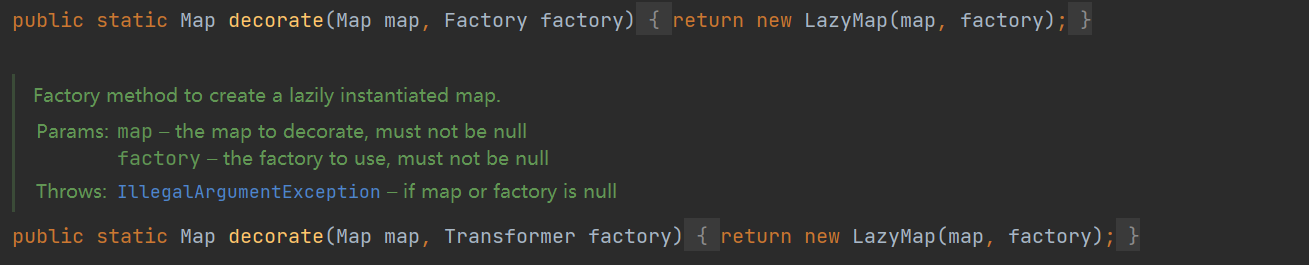 public static Map decorate(Map map, Factory factory) { return new LazyMap(map, factory); }
Factory method to create a lazily instantiated map.
Params: map – the map to decorate, must not be null
factory – the factory to use, must not be null
Throws: IllegalArgumentException – if map or factory is null
public static Map decorate(Map map, Transformer factory) { return new LazyMap(map, factory); }